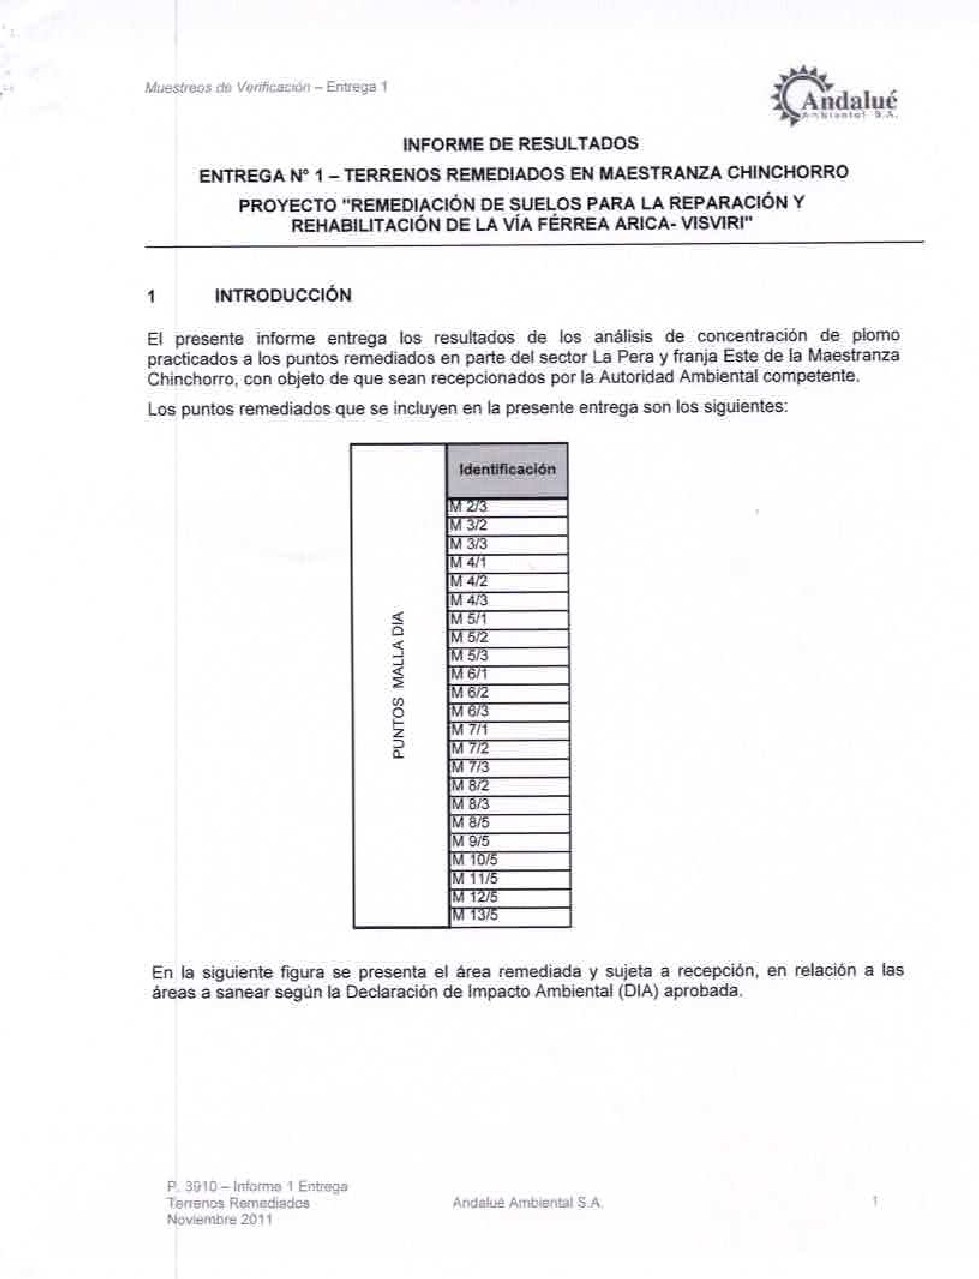 Muestreos de Verificación – Entrega 1
Andalué
Ambiental S.A.
INFORME DE RESULTADOS
ENTREGA N° 1 – TERRENOS REMEDIADOS EN MAESTRANZA CHINCHORRO
PROYECTO "REMEDIACIÓN DE SUELOS PARA LA REPARACIÓN Y
REHABILITACIÓN DE LA VÍA FÉRREA ARICA- VISVIRI"
1 INTRODUCCIÓN
El presente informe entrega los resultados de los análisis de concentración de plomo
practicados a los puntos remediados en parte del sector La Pera y franja Este de la Maestranza
Chinchorro, con objeto de que sean recepcionados por la Autoridad Ambiental competente.
Los puntos remediados que se incluyen en la presente entrega son los siguientes:
PUNTOS MALLA DIA
Identificación
M 2/3
M 3/2
M 3/3
M 4/1
M 4/2
M 4/3
M 5/1
M 5/2
M 5/3
M 6/1
M 6/2
M 6/3
M 7/1
M 7/2
M 7/3
M 8/2
M 8/3
M 8/5
M 9/5
M 10/5
M 11/5
M 12/5
M 13/5
En la siguiente figura se presenta el área remediada y sujeta a recepción, en relación a las
áreas a sanear según la Declaración de Impacto Ambiental (DIA) aprobada.
P. 3910 – Informe 1 Entrega
Terrenos Remediados
Noviembre 2011
Andalué Ambiental S.A.
1